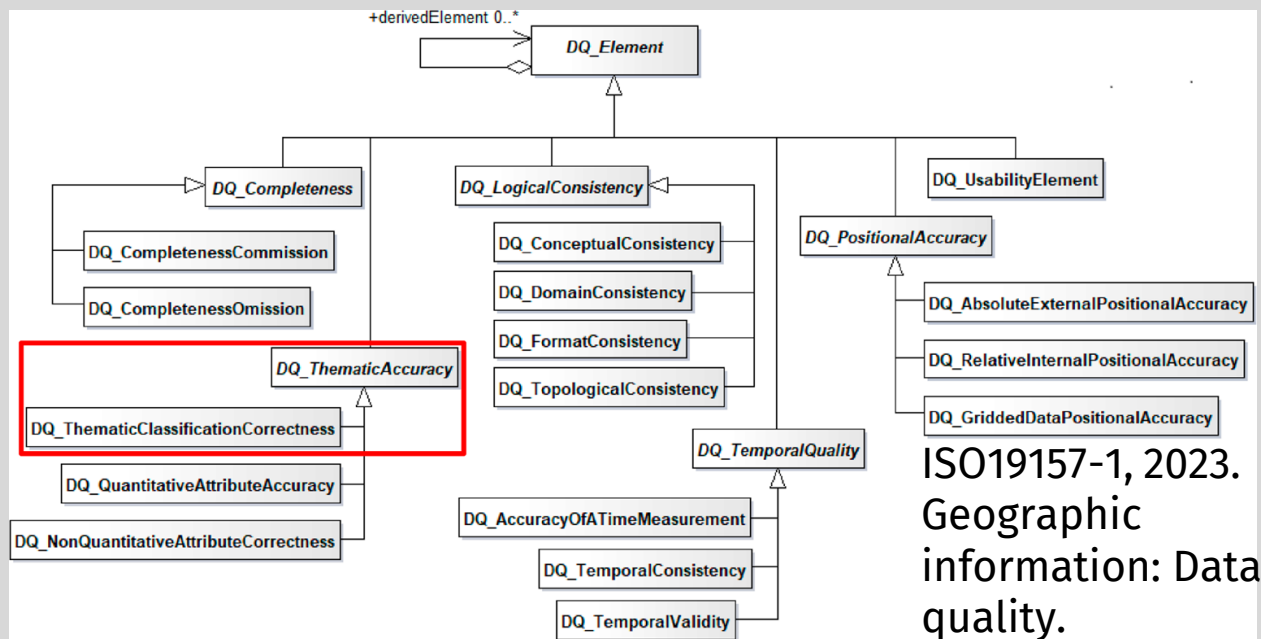 +derivedElement 0..*
DQ_Element
DQ_Completeness
DQ_CompletenessCommission
DQ_CompletenessOmission
DQ_ThematicAccuracy
DQ_ThematicClassificationCorrectness
DQ_QuantitativeAttributeAccuracy
DQ_NonQuantitativeAttributeCorrectness
DQ_LogicalConsistency
DQ_ConceptualConsistency
DQ_DomainConsistency
DQ_FormatConsistency
DQ_TopologicalConsistency
DQ_TemporalQuality
DQ_AccuracyOfATimeMeasurement
DQ_TemporalConsistency
DQ_TemporalValidity
DQ_UsabilityElement
DQ_PositionalAccuracy
DQ_AbsoluteExternalPositionalAccuracy
DQ_RelativeInternalPositionalAccuracy
DQ_GriddedDataPositionalAccuracy
ISO19157-1, 2023.
Geographic
information: Data
quality.